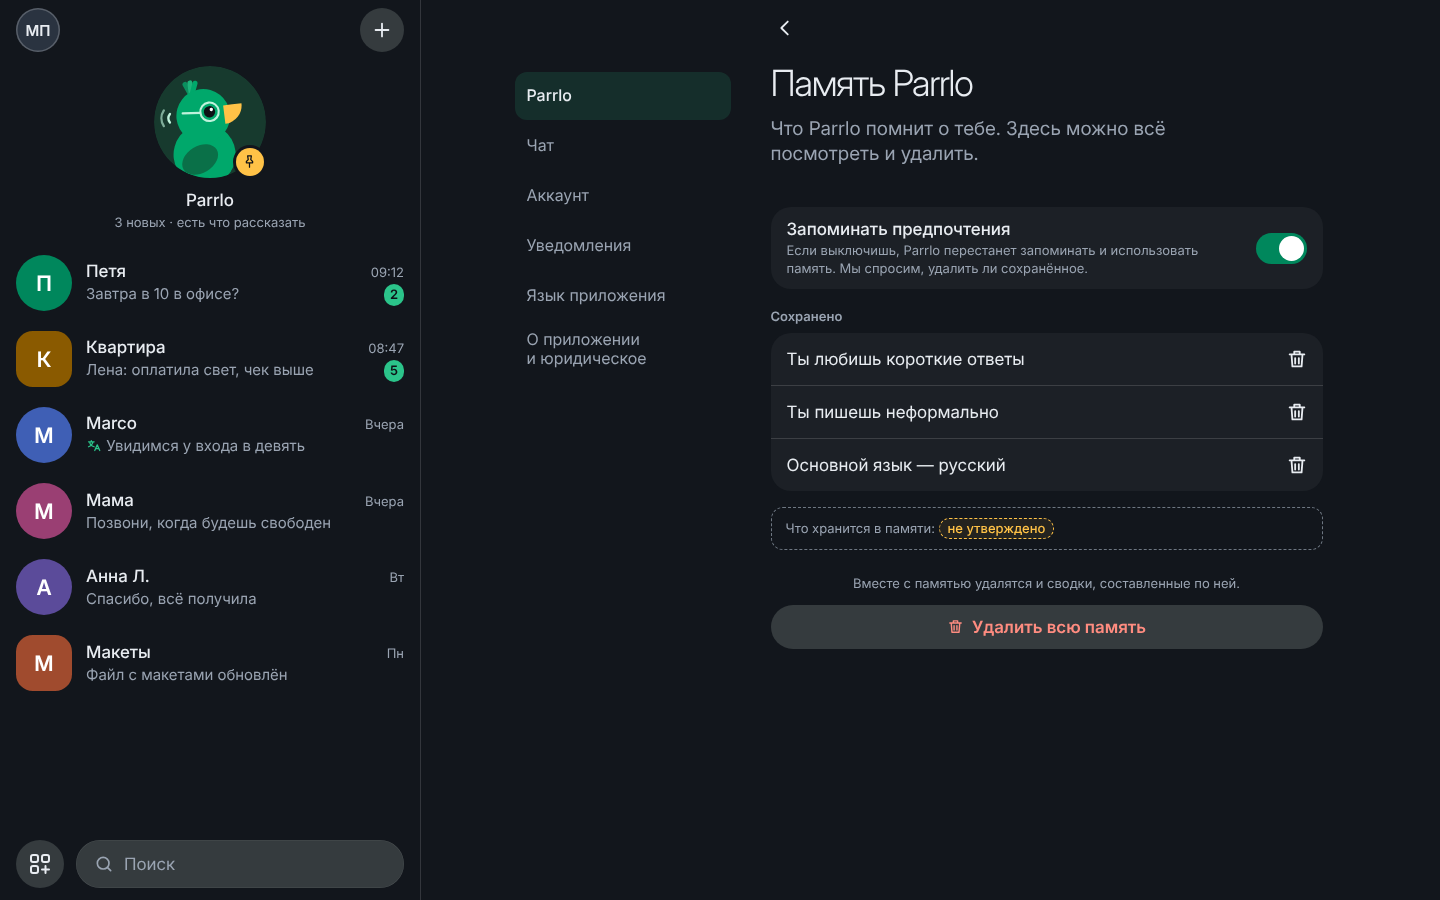 МП
Parrlo
3 новых · есть что рассказать
П
Петя
09:12
Завтра в 10 в офисе?
2
К
Квартира
08:47
Лена: оплатила свет, чек выше
5
M
Marco
Вчера
Увидимся у входа в девять
М
Мама
Вчера
Позвони, когда будешь свободен
А
Анна Л.
Вт
Спасибо, всё получила
М
Макеты
Пн
Файл с макетами обновлён
Поиск
Parrlo
Чат
Аккаунт
Уведомления
Язык приложения
О приложении
и юридическое
Память Parrlo
Что Parrlo помнит о тебе. Здесь можно всё
посмотреть и удалить.
Запоминать предпочтения
Если выключишь, Parrlo перестанет запоминать и использовать
память. Мы спросим, удалить ли сохранённое.
Сохранено
Ты любишь короткие ответы
Ты пишешь неформально
Основной язык — русский
Что хранится в памяти: не утверждено
Вместе с памятью удалятся и сводки, составленные по ней.
Удалить всю память